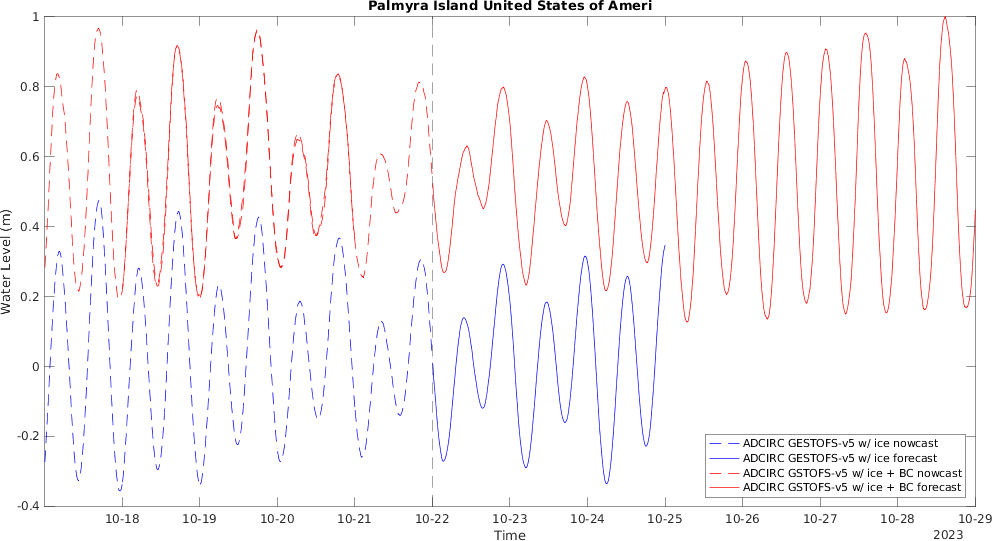 Palmyra Island United States of Ameri
Water Level (m)
1
0.8
0.6
0.4
0.2
0
-0.2
-0.4
ADCIRC GESTOFS-v5 w/ ice nowcast
ADCIRC GESTOFS-v5 w/ ice forecast
ADCIRC GSTOFS-v5 w/ ice + BC nowcast
ADCIRC GSTOFS-v5 w/ ice + BC forecast
10-18 10-19 10-20 10-21 10-22 10-23 10-24 10-25 10-26 10-27 10-28 10-29
Time 2023